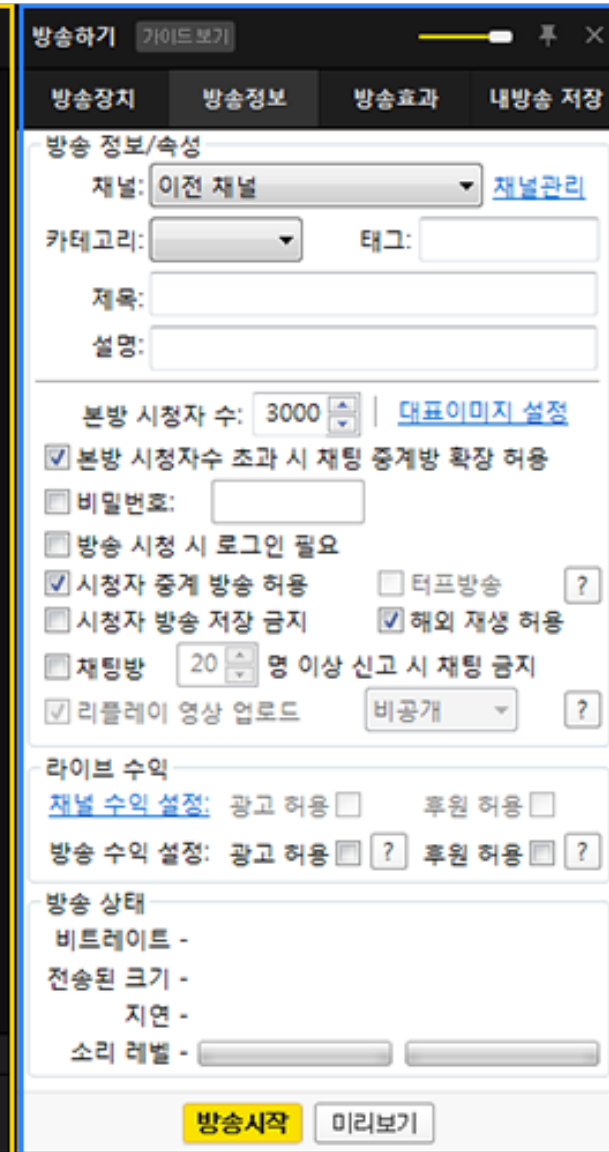 방송하기 가이드보기
방송장치 방송정보 방송효과 내방송 저장
방송 정보/속성
채널: 이전 채널 채널관리
카테고리: 태그:
제목:
설명:
본방 시청자 수: 3000 대표이미지 설정
본방 시청자수 초과 시 채팅 중계방 확장 허용
비밀번호:
방송 시청 시 로그인 필요
시청자 중계 방송 허용 터프방송 ?
시청자 방송 저장 금지 해외 재생 허용
채팅방 20 명 이상 신고 시 채팅 금지
리플레이 영상 업로드 비공개 ?
라이브 수익
채널 수익 설정: 광고 허용 후원 허용
방송 수익 설정: 광고 허용 ? 후원 허용 ?
방송 상태
비트레이트 -
전송된 크기 -
지연 -
소리 레벨 -
방송시작 미리보기